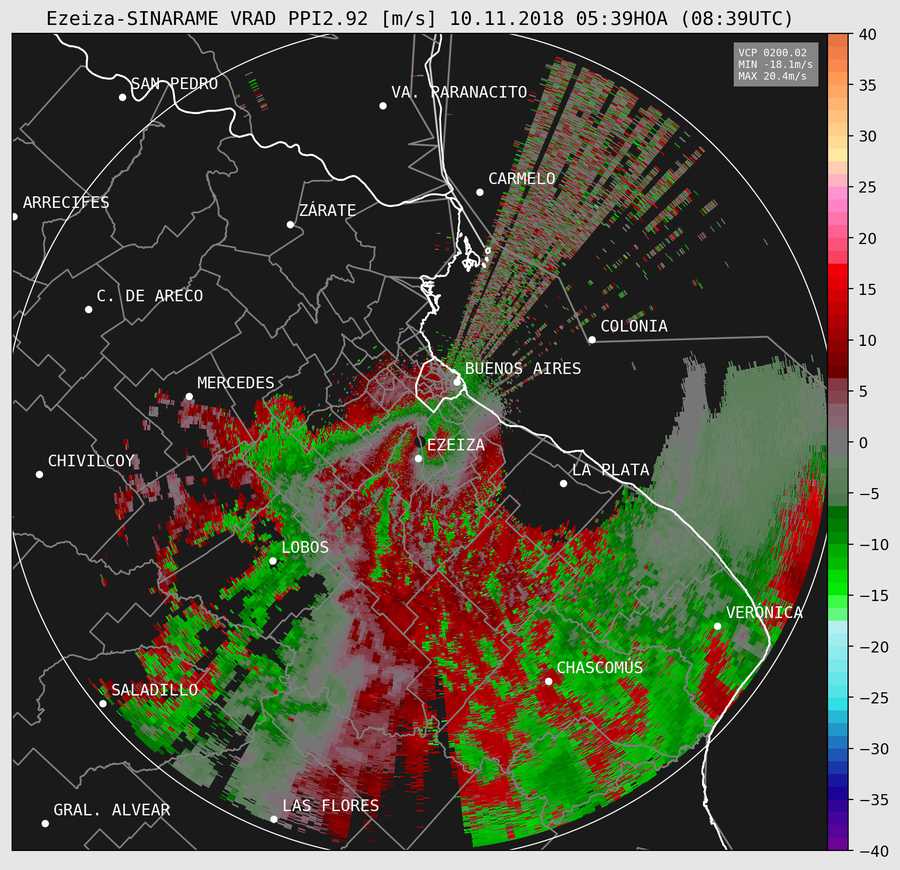 Ezeiza-SINARAME VRAD PPI2.92 [m/s] 10.11.2018 05:39HOA (08:39UTC)
VCP 0200.02
MIN -18.1m/s
MAX 20.4m/s
SAN PEDRO
VA. PARANACITO
CARMELO
ARRECIFES
ZÁRATE
C. DE ARECO
COLONIA
BUENOS AIRES
MERCEDES
EZEIZA
CHIVILCOY
LA PLATA
LOBOS
VERÓNICA
CHASCOMÚS
SALADILLO
LAS FLORES
GRAL. ALVEAR
40
35
30
25
20
15
10
5
0
−5
−10
−15
−20
−25
−30
−35
−40